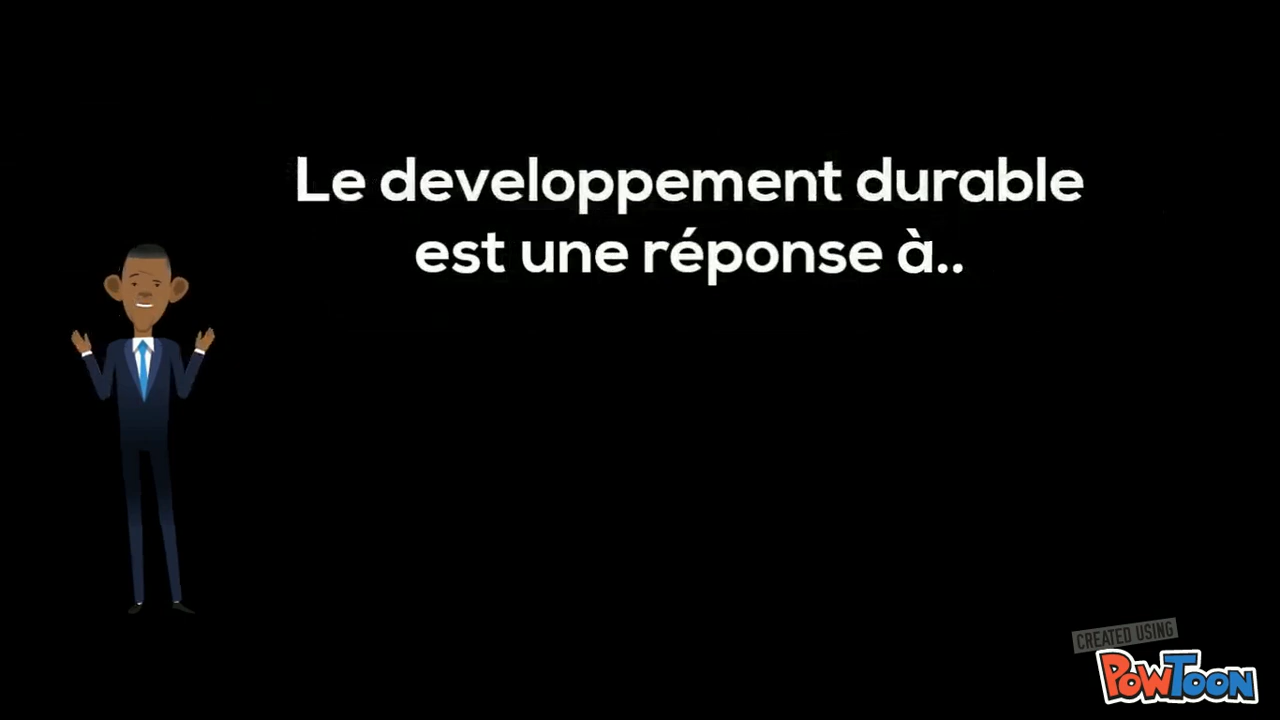 Le developpement durable
est une réponse à..
CREATED USING
POWTOON